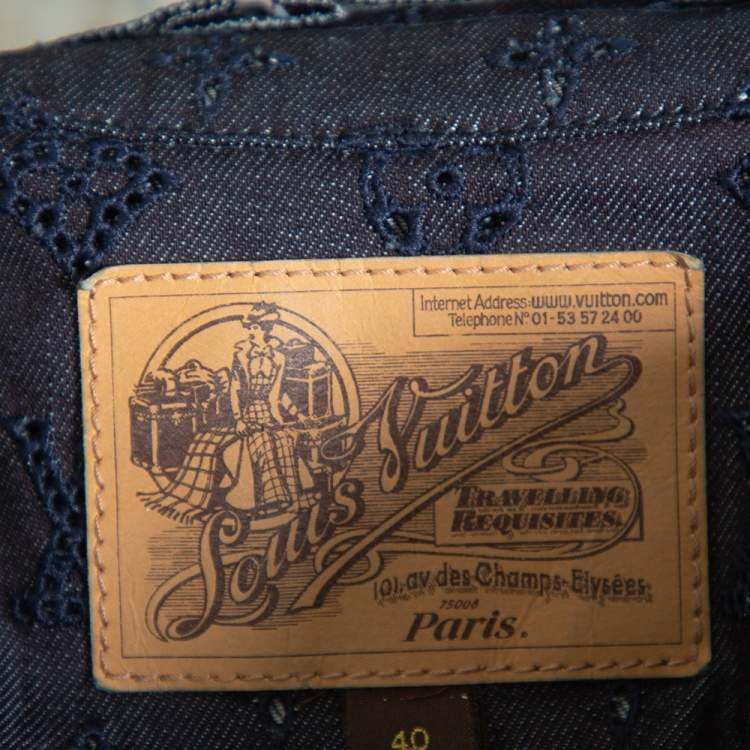 Internet Address: www.vuitton.com
Telephone Nº 01-53 57 24 00
Louis Vuitton
TRAVELLING
REQUISITES.
101, av. des Champs-Elysées
75008
Paris.
40